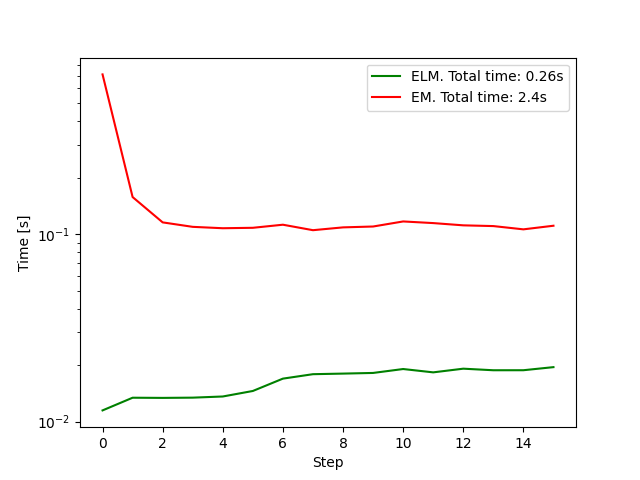 ELM. Total time: 0.26s
EM. Total time: 2.4s
Time [s]
10⁻¹
10⁻²
0 2 4 6 8 10 12 14
Step